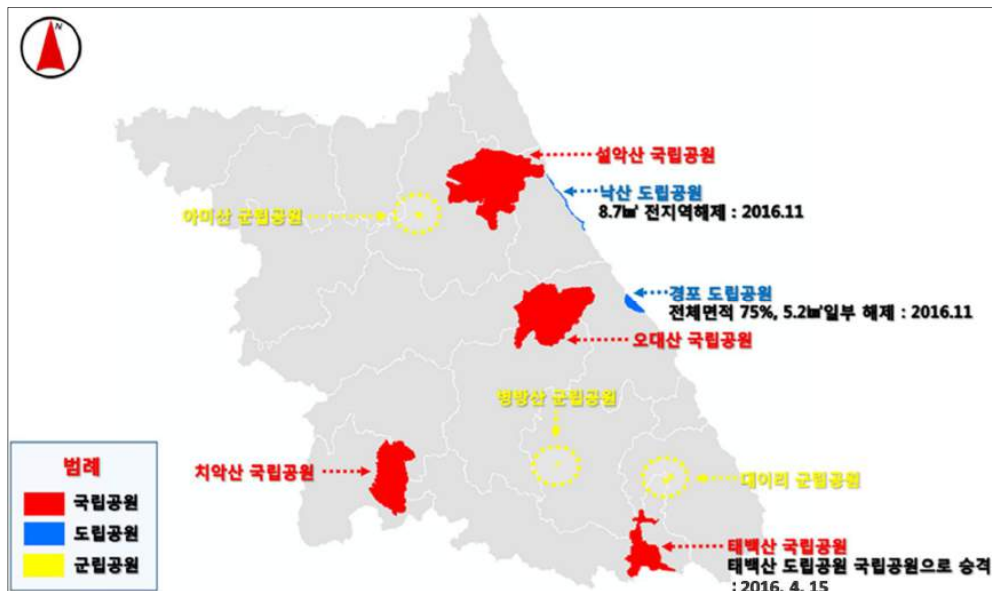 N
설악산 국립공원
낙산 도립공원
8.7㎢ 전지역해제 : 2016.11
아미산 군립공원
경포 도립공원
전체면적 75%, 5.2㎢일부 해제 : 2016.11
오대산 국립공원
병방산 군립공원
치악산 국립공원
대이리 군립공원
태백산 국립공원
태백산 도립공원 국립공원으로 승격
: 2016. 4. 15
범례
국립공원
도립공원
군립공원